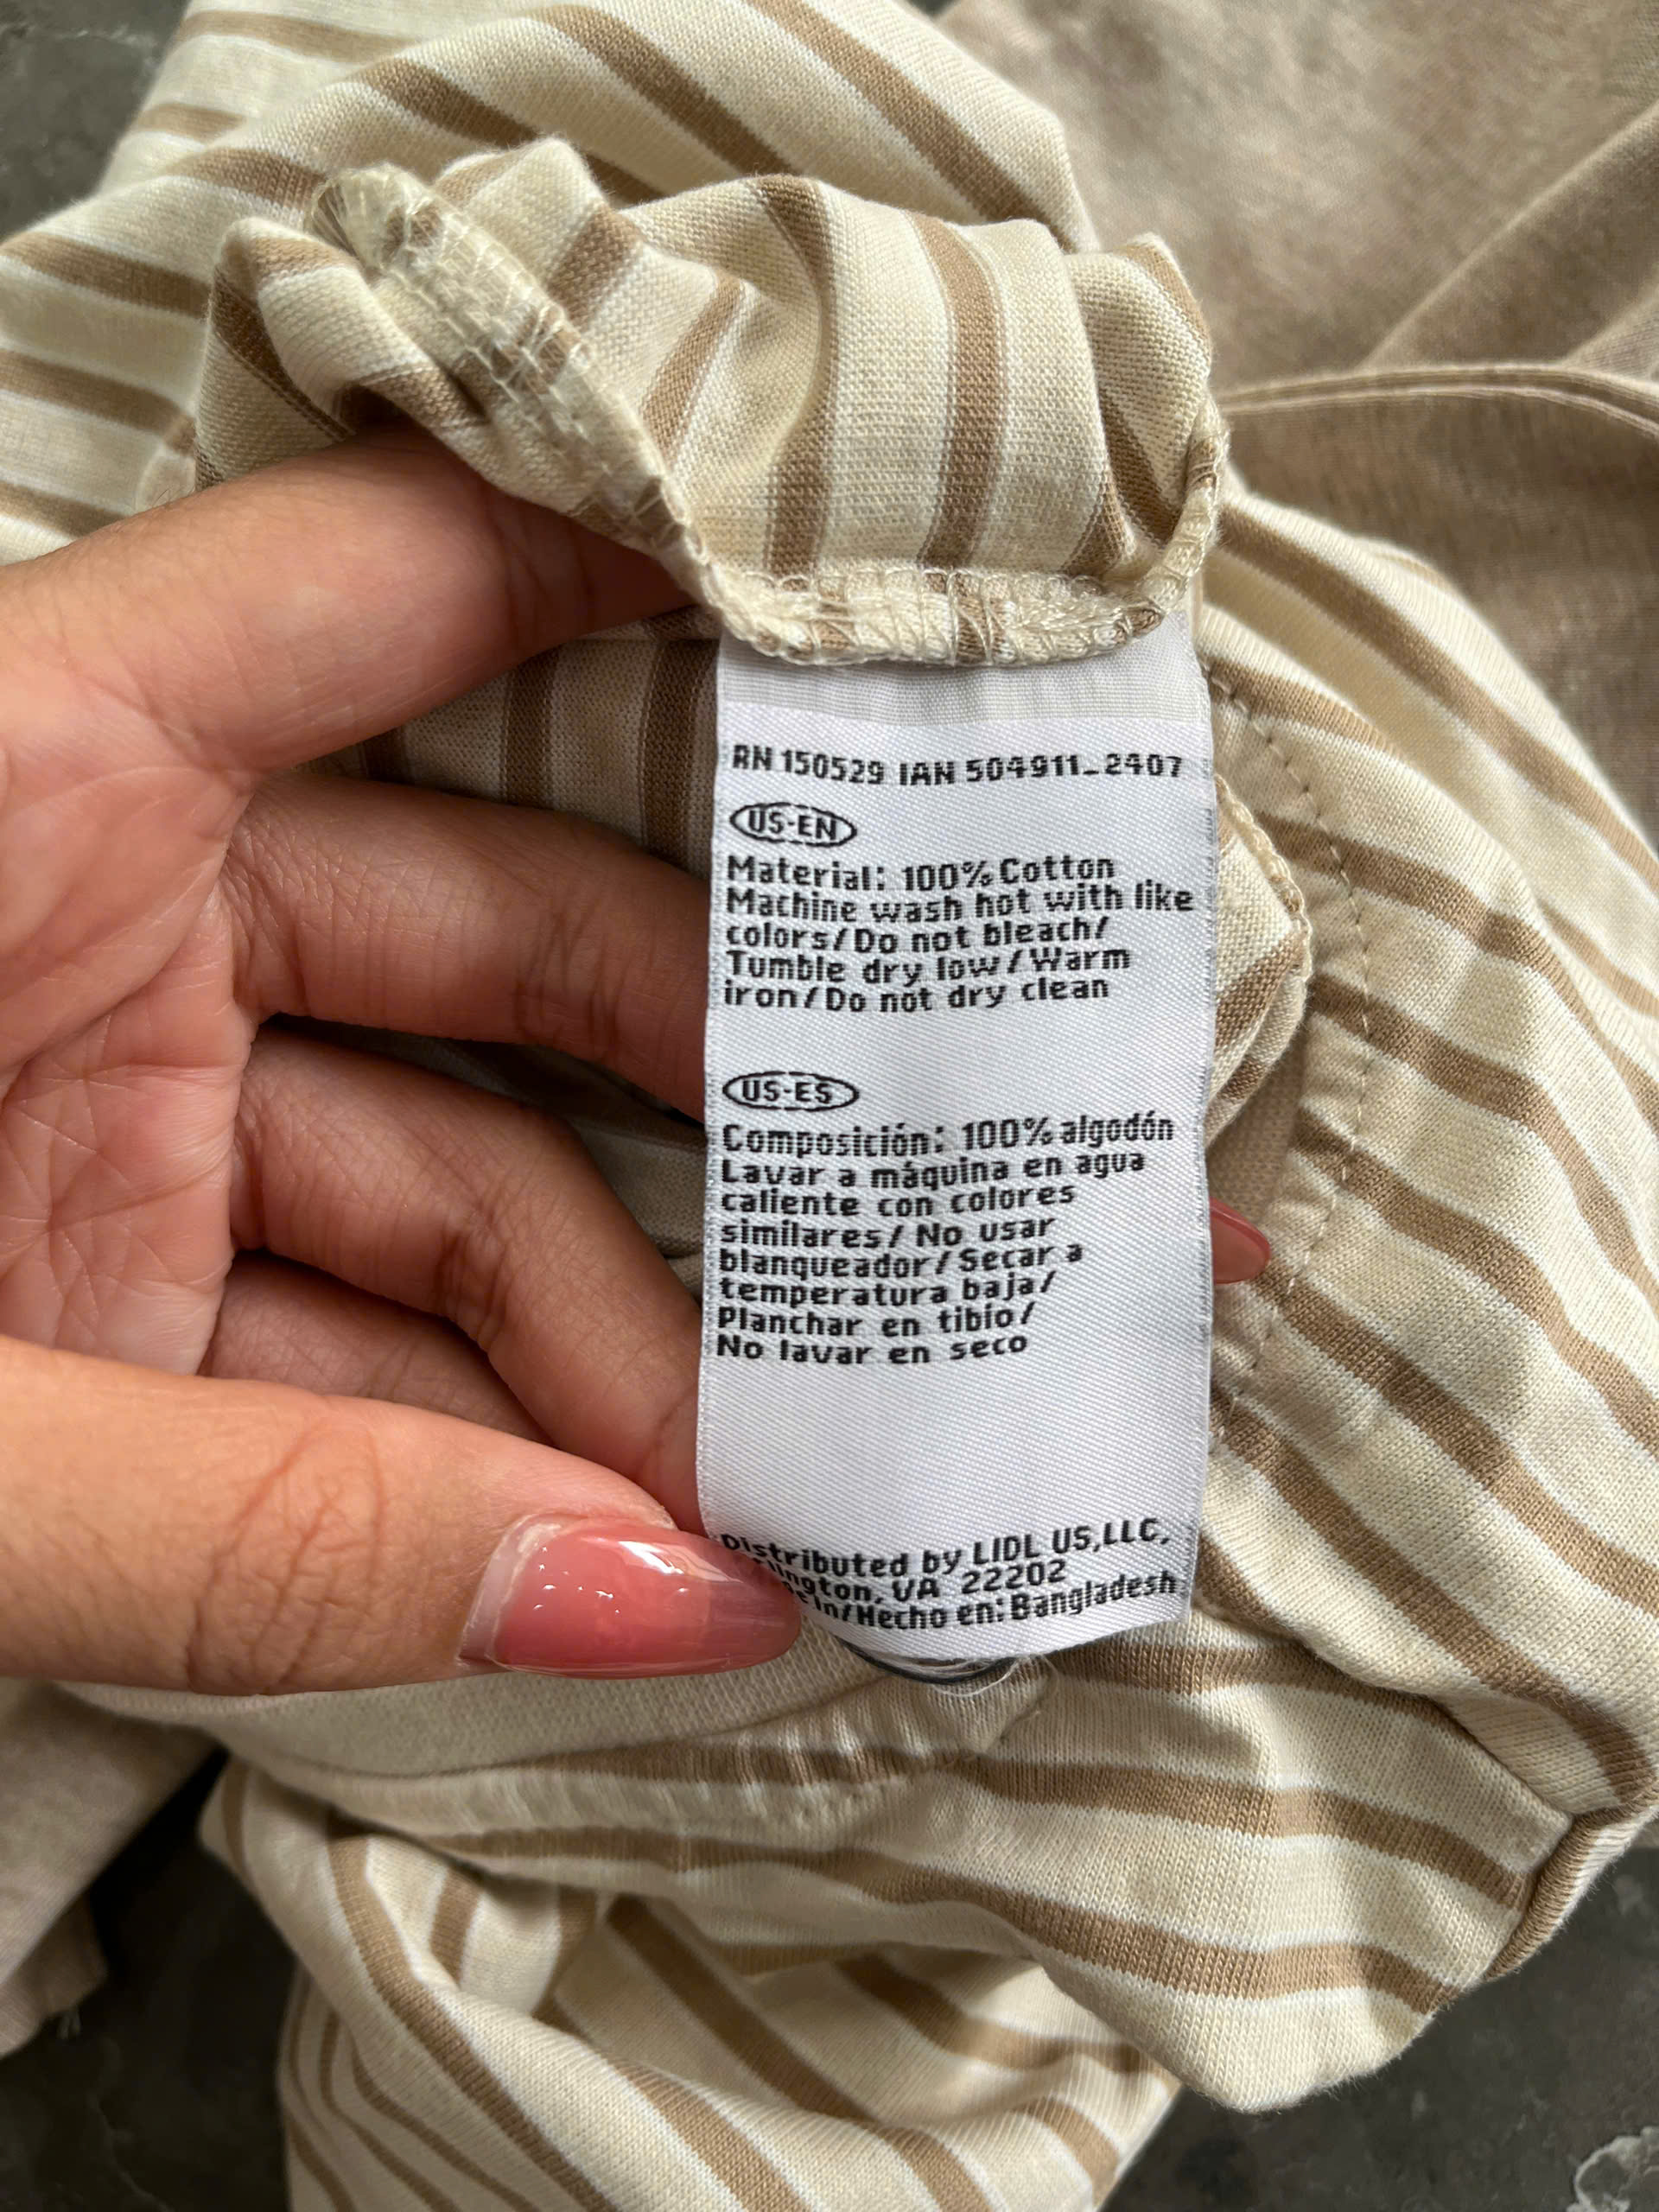 RN 150529 IAN 504911_2407
US-EN
Material: 100% Cotton
Machine wash hot with like
colors/Do not bleach/
Tumble dry low/Warm
iron/Do not dry clean
US-ES
Composición: 100% algodón
Lavar a máquina en agua
caliente con colores
similares/ No usar
blanqueador/Secar a
temperatura baja/
Planchar en tibio/
No lavar en seco
Distributed by LIDL US,LLC,
VA 22202
In/Hecho en: Bangladesh